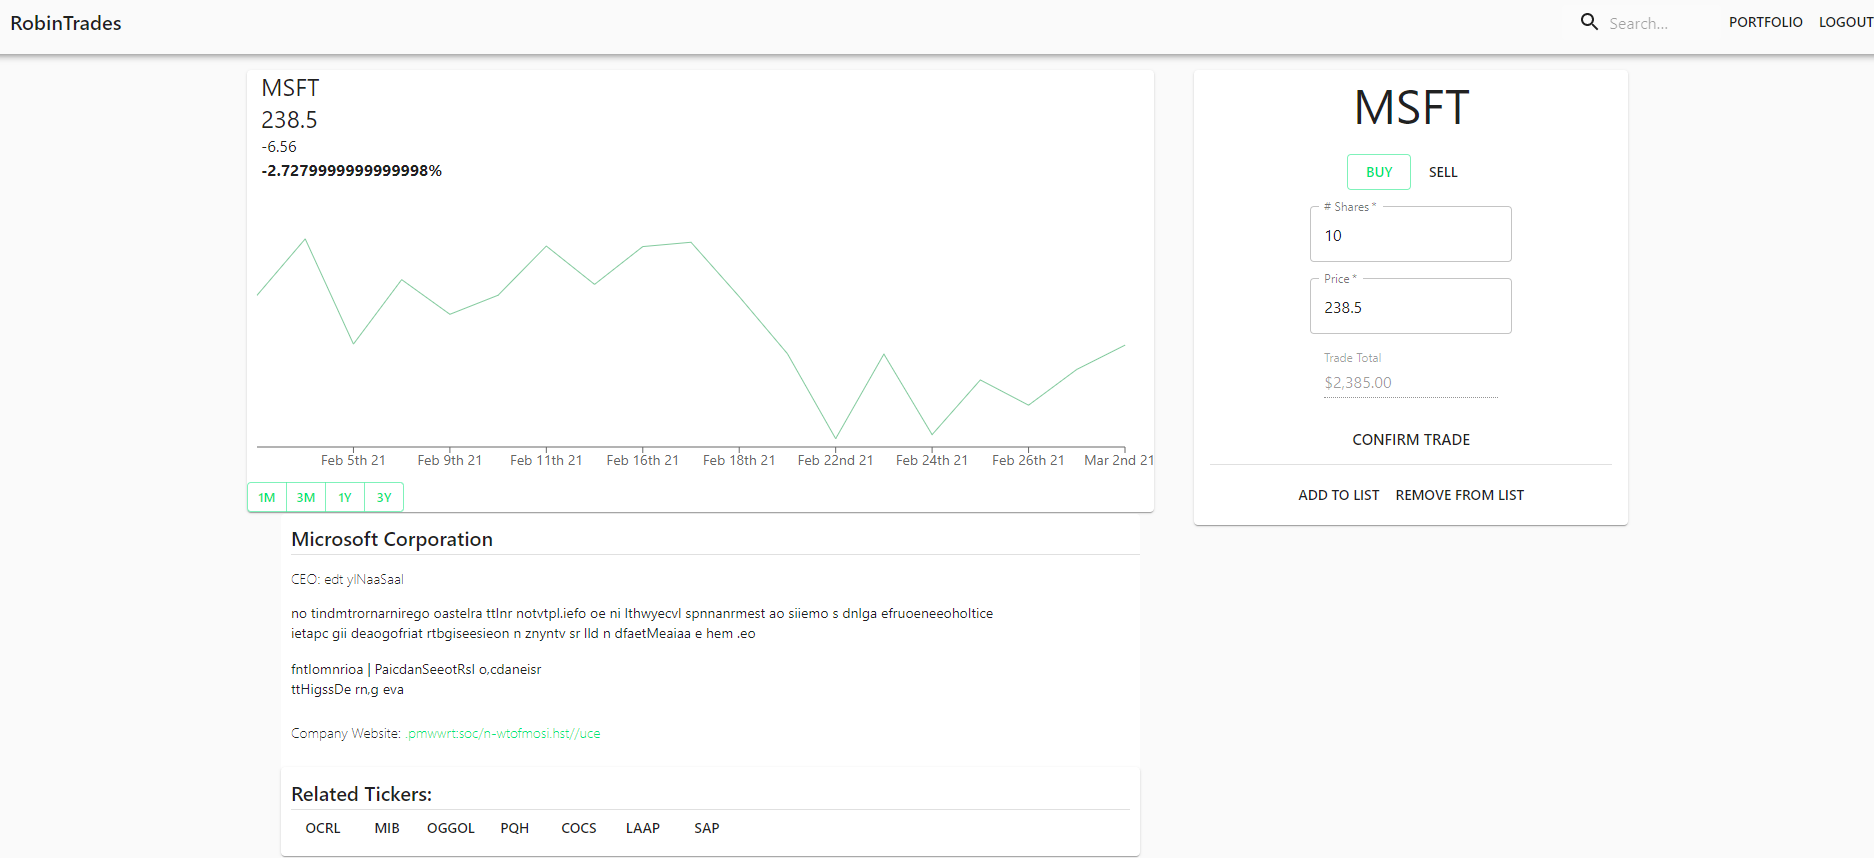 RobinTrades
Search...
PORTFOLIO
LOGOUT
MSFT
238.5
-6.56
-2.7279999999999998%
Feb 5th 21
Feb 9th 21
Feb 11th 21
Feb 16th 21
Feb 18th 21
Feb 22nd 21
Feb 24th 21
Feb 26th 21
Mar 2nd 21
1M
3M
1Y
3Y
Microsoft Corporation
CEO: edt ylNaaSaal
no tindmtrornarnirego oastelra ttlnr notvtpl.iefo oe ni lthwyecvl spnnanrmest ao siiemo s dnlga efruoeneeoholtice
ietapc gii deaogofriat rtbgiseesieon n znyntv sr lld n dfaetMeaiaa e hem .eo
fntlomnrioa | PaicdanSeeotRsl o,cdaneisr
ttHigssDe rn,g eva
Company Website: .pmwwrt:soc/n-wtofmosi.hst//uce
Related Tickers:
OCRL
MIB
OGGOL
PQH
COCS
LAAP
SAP
MSFT
BUY
SELL
# Shares *
10
Price *
238.5
Trade Total
$2,385.00
CONFIRM TRADE
ADD TO LIST
REMOVE FROM LIST